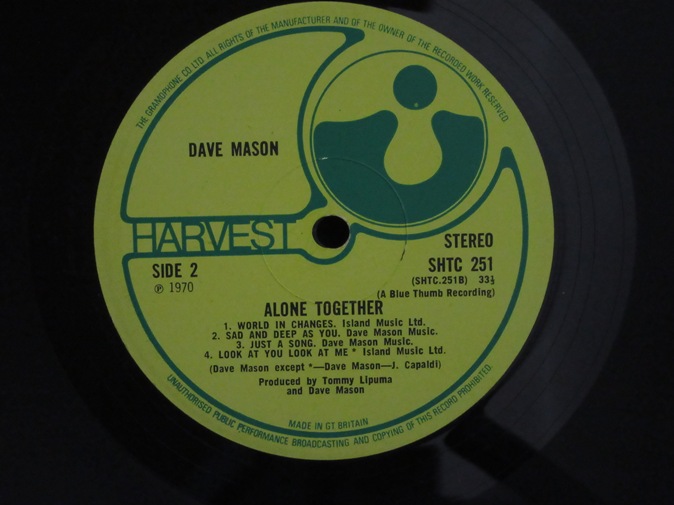 THE GRAMOPHONE CO LTD ALL RIGHTS OF THE MANUFACTURER AND OF THE OWNER OF THE RECORDED WORK RESERVED
DAVE MASON
HARVEST
STEREO
SIDE 2
SHTC 251
℗ 1970
(SHTC.251B) 33⅓
(A Blue Thumb Recording)
ALONE TOGETHER
1. WORLD IN CHANGES. Island Music Ltd.
2. SAD AND DEEP AS YOU. Dave Mason Music.
3. JUST A SONG. Dave Mason Music.
4. LOOK AT YOU LOOK AT ME * Island Music Ltd.
(Dave Mason except *—Dave Mason—J. Capaldi)
Produced by Tommy Lipuma
and Dave Mason
MADE IN GT BRITAIN
UNAUTHORISED PUBLIC PERFORMANCE BROADCASTING AND COPYING OF THIS RECORD PROHIBITED